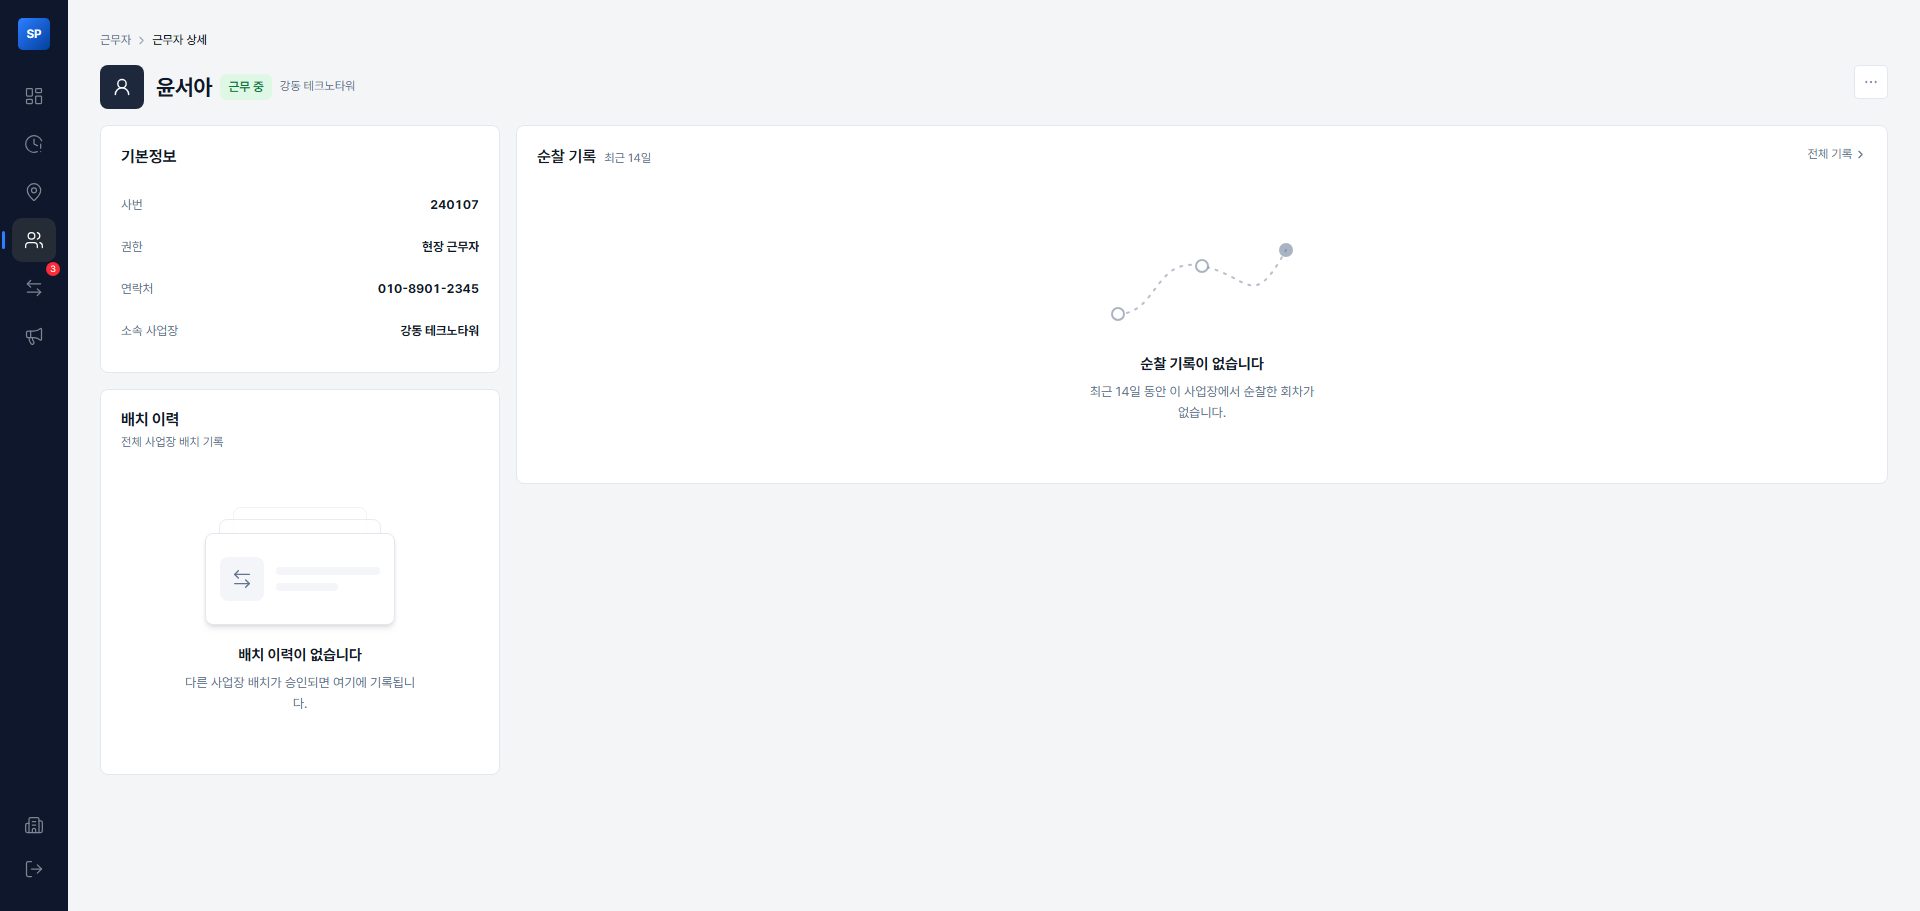 SP
3
근무자 > 근무자 상세
윤서아 근무 중 강동 테크노타워
···
기본정보
사번 240107
권한 현장 근무자
연락처 010-8901-2345
소속 사업장 강동 테크노타워
배치 이력
전체 사업장 배치 기록
배치 이력이 없습니다
다른 사업장 배치가 승인되면 여기에 기록됩니
다.
순찰 기록 최근 14일
전체 기록 >
순찰 기록이 없습니다
최근 14일 동안 이 사업장에서 순찰한 회차가
없습니다.